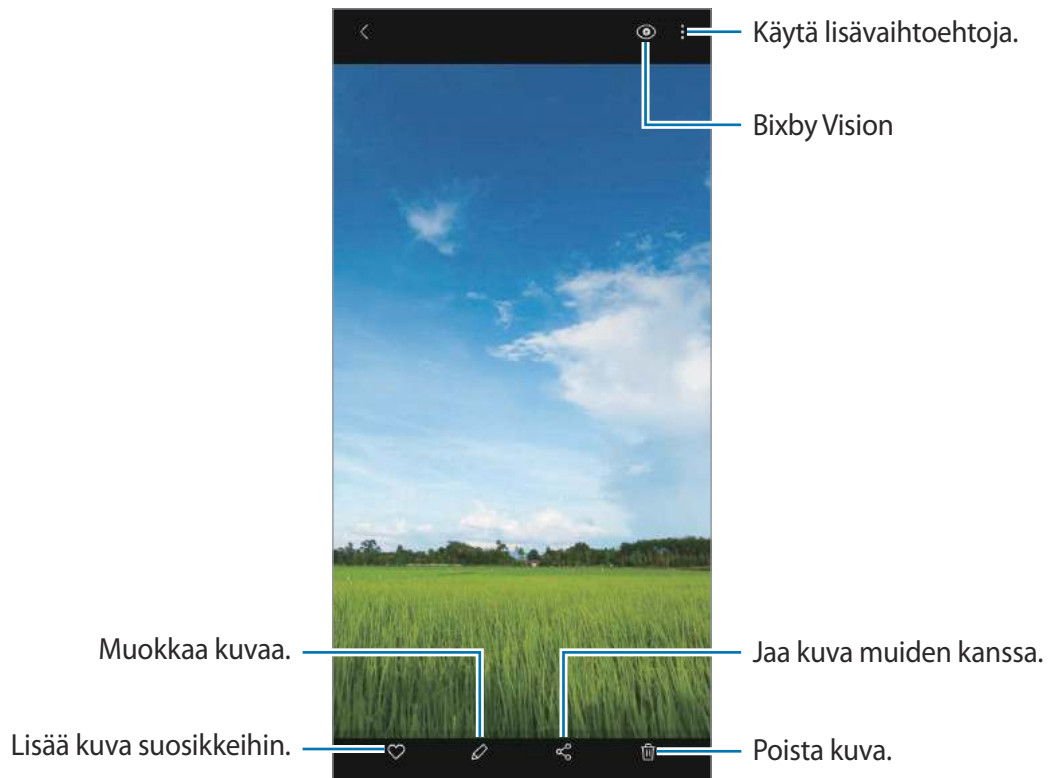 Käytä lisävaihtoehtoja.
Bixby Vision
Muokkaa kuvaa.
Jaa kuva muiden kanssa.
Lisää kuva suosikkeihin.
Poista kuva.